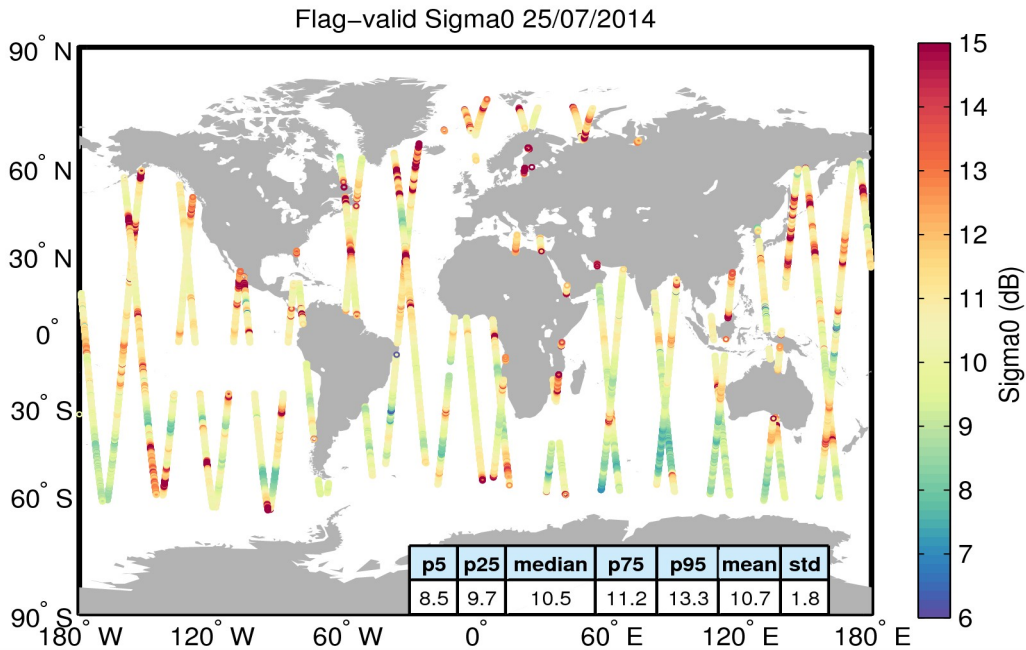 Flag−valid Sigma0 25/07/2014
90° N
60° N
30° N
0°
30° S
60° S
90° S
180° W
120° W
60° W
0°
60° E
120° E
180° E
p5 p25 median p75 p95 mean std
8.5 9.7 10.5 11.2 13.3 10.7 1.8
15
14
13
12
11
10
9
8
7
6
Sigma0 (dB)